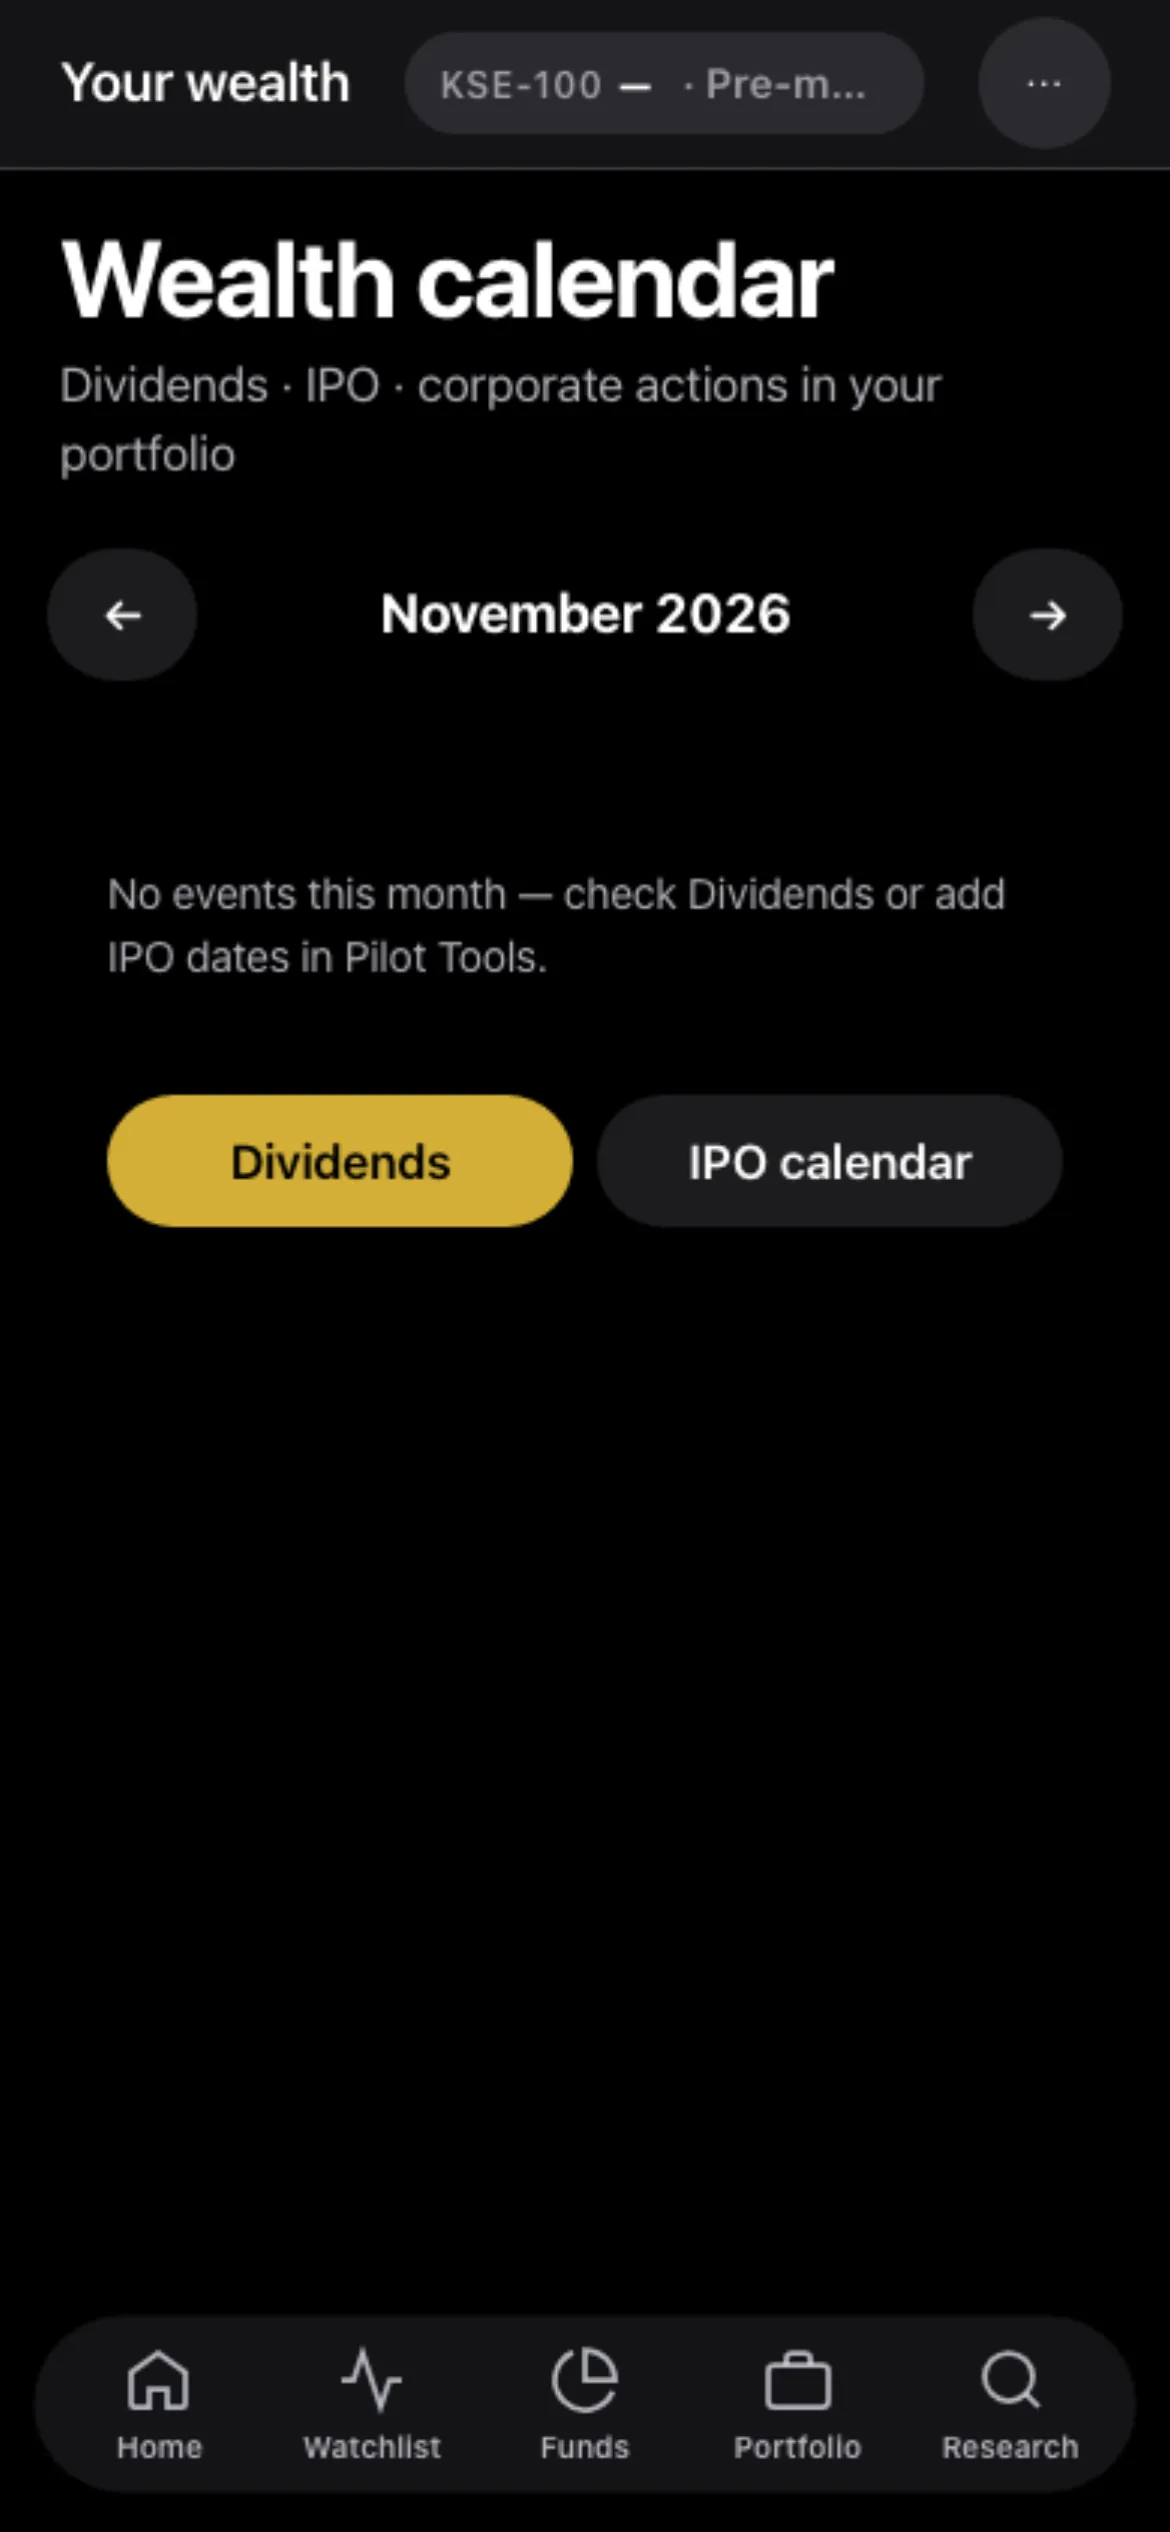 Your wealth
KSE-100 — · Pre-m...
...
Wealth calendar
Dividends · IPO · corporate actions in your
portfolio
← November 2026 →
No events this month — check Dividends or add
IPO dates in Pilot Tools.
Dividends
IPO calendar
Home
Watchlist
Funds
Portfolio
Research